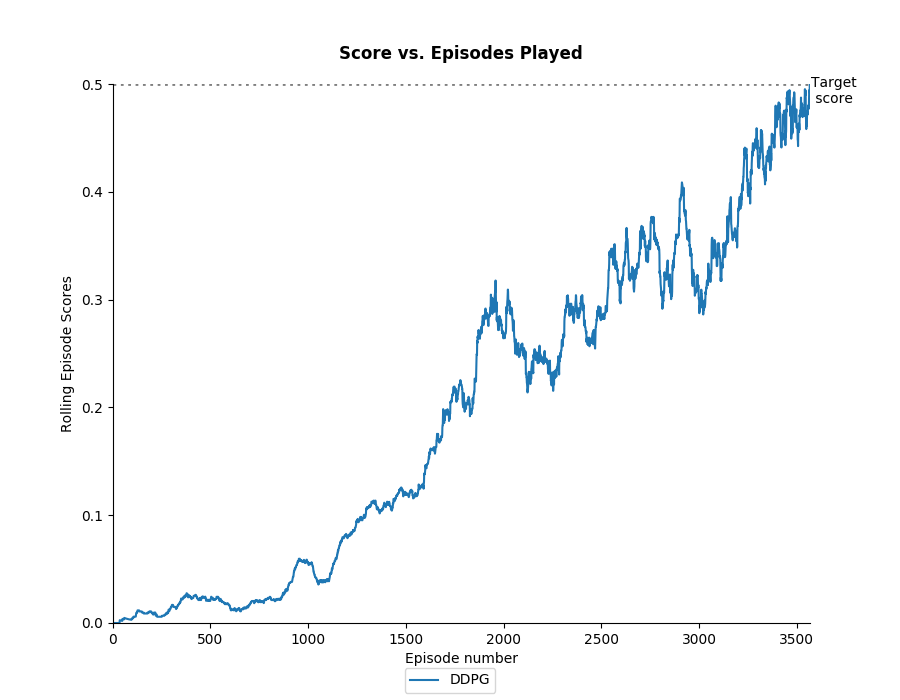 Score vs. Episodes Played
Target
score
0.5
0.4
0.3
0.2
0.1
0.0
Rolling Episode Scores
0 500 1000 1500 2000 2500 3000 3500
Episode number
DDPG